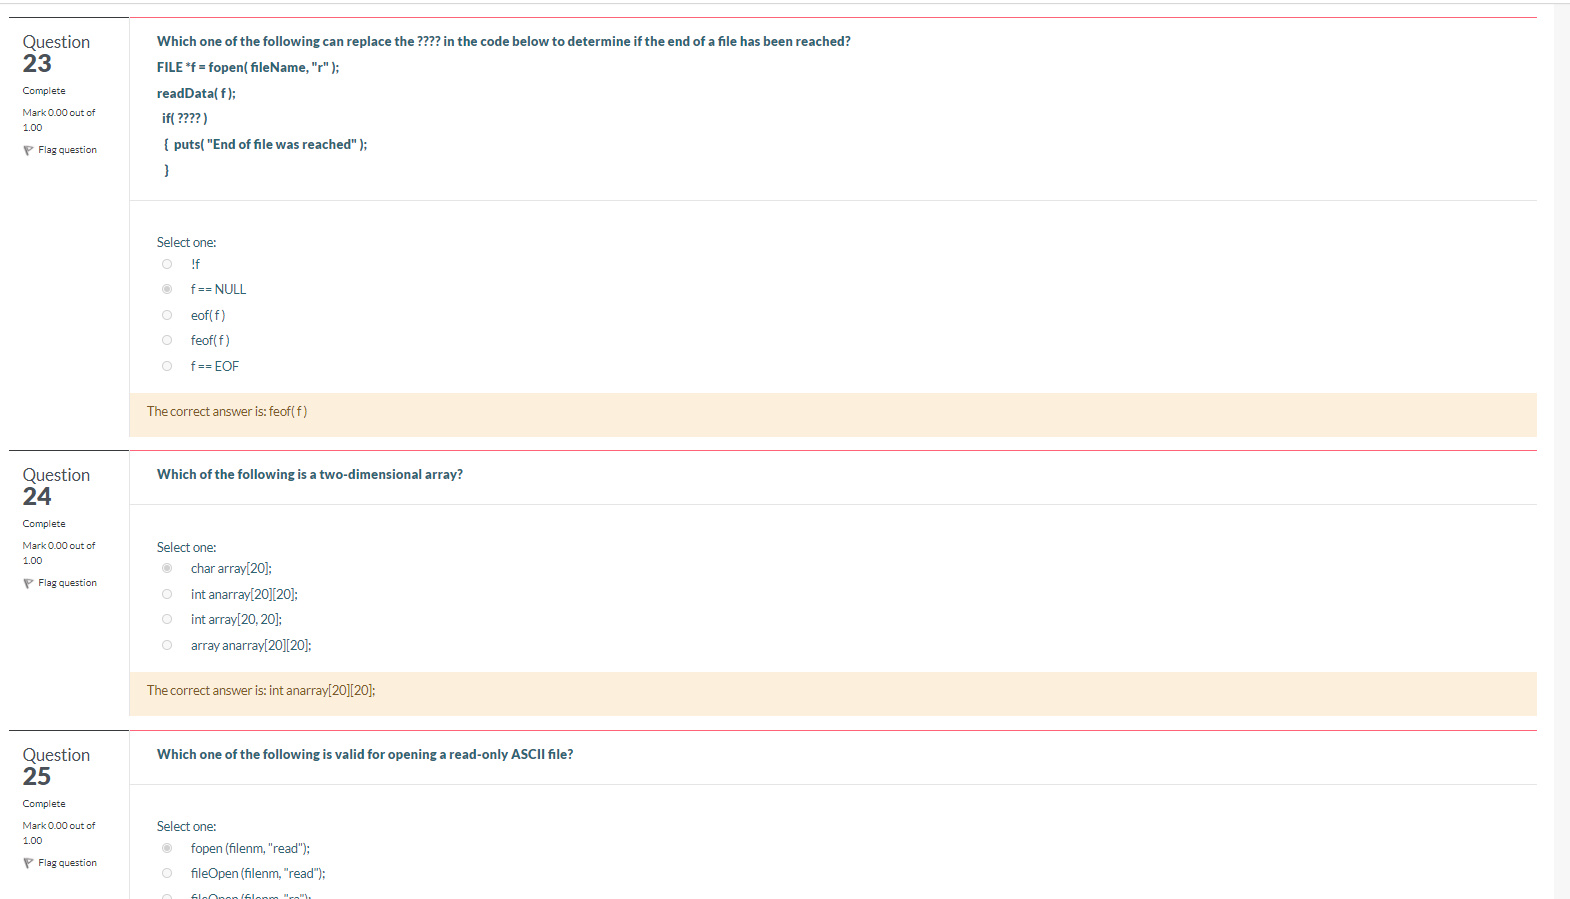 Question
23
Complete
Mark 0.00 out of
1.00
Flag question
Which one of the following can replace the ???? in the code below to determine if the end of a file has been reached?
FILE *f = fopen( fileName, "r" );
readData( f );
if( ???? )
{ puts( "End of file was reached" );
}
Select one:
!f
f == NULL
eof( f )
feof( f )
f == EOF
The correct answer is: feof( f )
Question
24
Complete
Mark 0.00 out of
1.00
Flag question
Which of the following is a two-dimensional array?
Select one:
char array[20];
int anarray[20][20];
int array[20, 20];
array anarray[20][20];
The correct answer is: int anarray[20][20];
Question
25
Complete
Mark 0.00 out of
1.00
Flag question
Which one of the following is valid for opening a read-only ASCII file?
Select one:
fopen (filenm, "read");
fileOpen (filenm, "read");